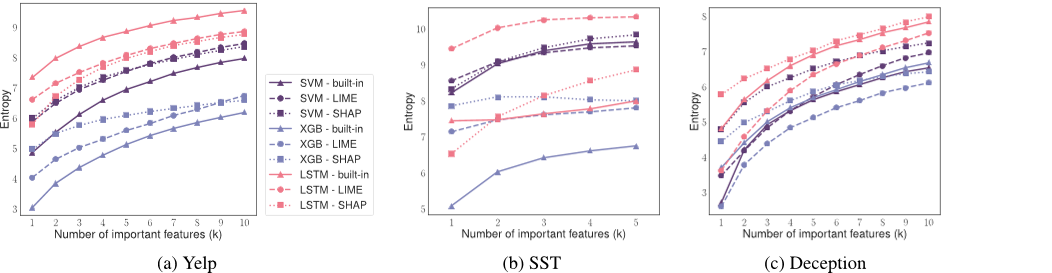 Entropy
9
8
7
6
5
4
3
1 2 3 4 5 6 7 8 9 10
Number of important features (k)
(a) Yelp
SVM - built-in
SVM - LIME
SVM - SHAP
XGB - built-in
XGB - LIME
XGB - SHAP
LSTM - built-in
LSTM - LIME
LSTM - SHAP
Entropy
10
9
8
7
6
5
1 2 3 4 5
Number of important features (k)
(b) SST
Entropy
8
7
6
5
4
3
1 2 3 4 5 6 7 8 9 10
Number of important features (k)
(c) Deception